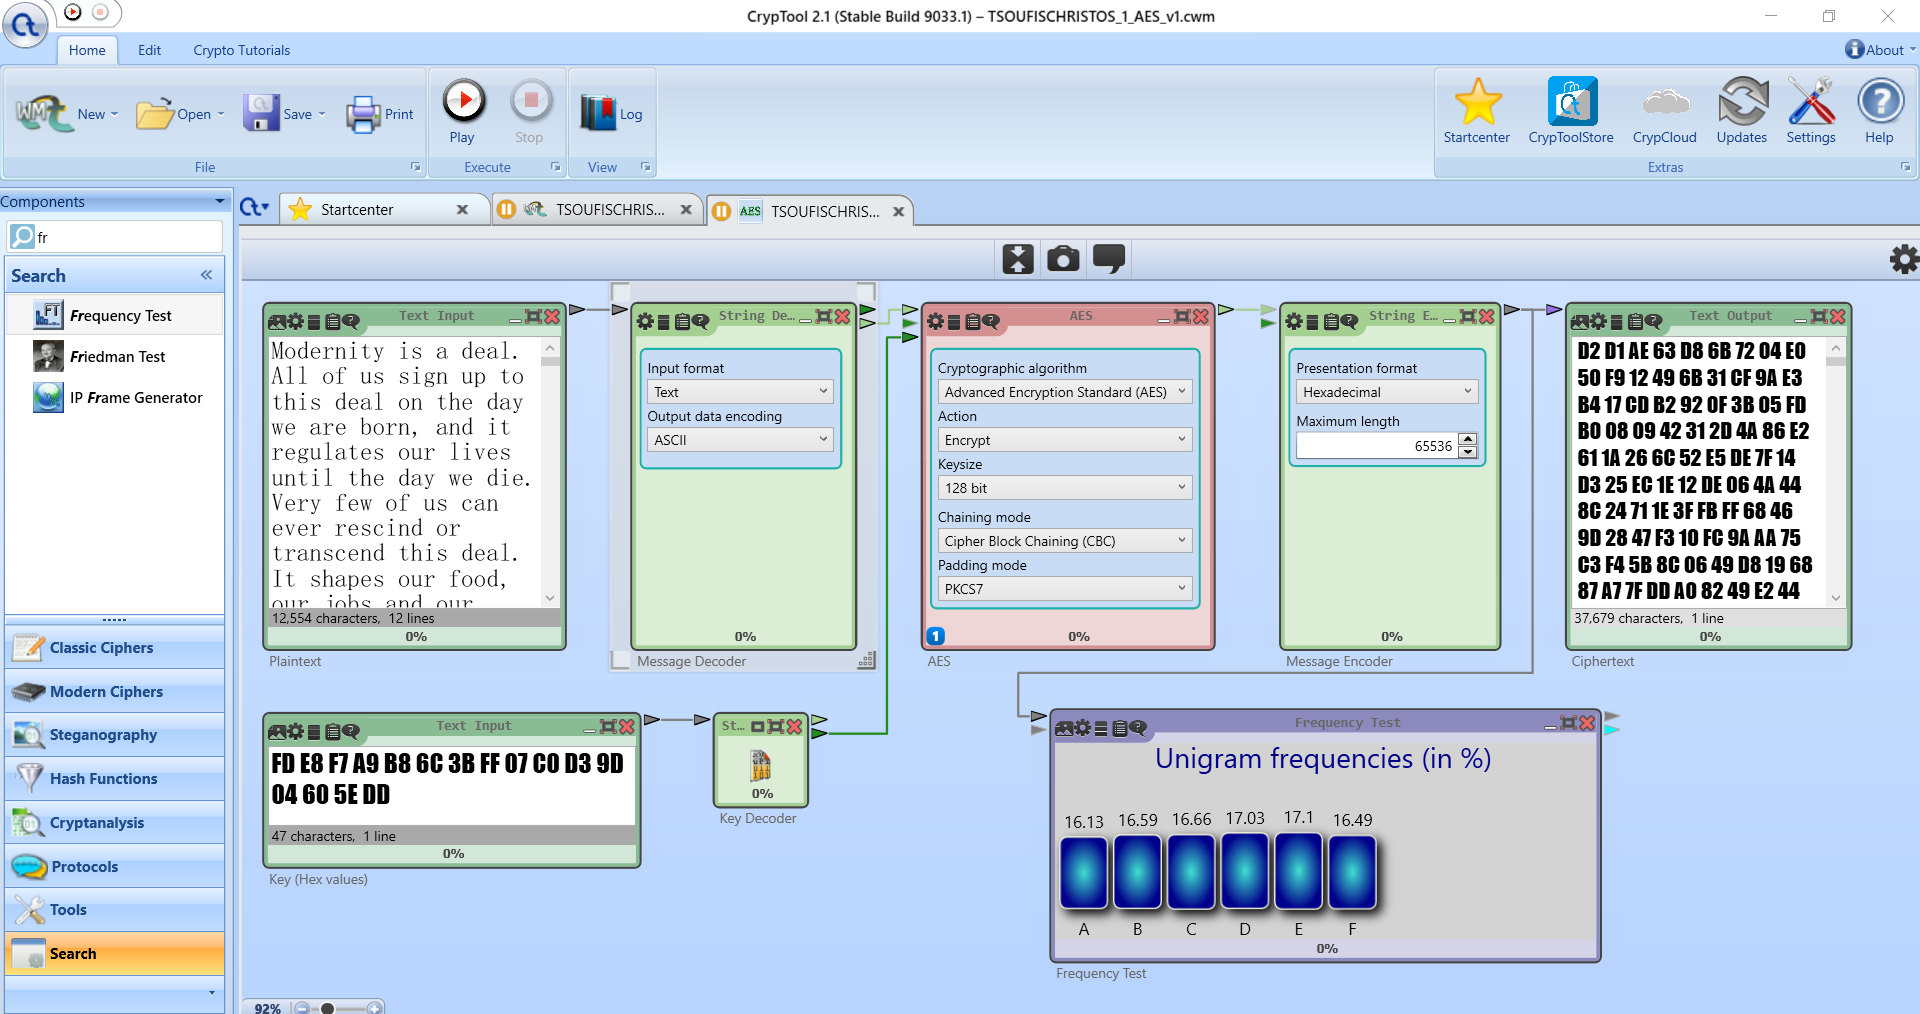 CrypTool 2.1 (Stable Build 9033.1) – TSOUFISCHRISTOS_1_AES_v1.cwm
Home
Edit
Crypto Tutorials
About
New
Open
Save
Print
Play
Stop
Log
Startcenter
CrypToolStore
CrypCloud
Updates
Settings
Help
File
Execute
View
Extras
Components
fr
Search
Frequency Test
Friedman Test
IP Frame Generator
Classic Ciphers
Modern Ciphers
Steganography
Hash Functions
Cryptanalysis
Protocols
Tools
Search
Startcenter
TSOUFISCHRIS...
AES TSOUFISCHRIS...
Text Input
Modernity is a deal.
All of us sign up to
this deal on the day
we are born, and it
regulates our lives
until the day we die.
Very few of us can
ever rescind or
transcend this deal.
It shapes our food,
our jobs and our
12,554 characters, 12 lines
0%
Plaintext
String De...
Input format
Text
Output data encoding
ASCII
0%
Message Decoder
AES
Cryptographic algorithm
Advanced Encryption Standard (AES)
Action
Encrypt
Keysize
128 bit
Chaining mode
Cipher Block Chaining (CBC)
Padding mode
PKCS7
1
0%
AES
String E...
Presentation format
Hexadecimal
Maximum length
65536
0%
Message Encoder
Text Output
D2 D1 AE 63 D8 6B 72 04 E0
50 F9 12 49 6B 31 CF 9A E3
B4 17 CD B2 92 0F 3B 05 FD
B0 08 09 42 31 2D 4A 86 E2
61 1A 26 6C 52 E5 DE 7F 14
D3 25 EC 1E 12 DE 06 4A 44
8C 24 71 1E 3F FB FF 68 46
9D 28 47 F3 10 FC 9A AA 75
C3 F4 5B 8C 06 49 D8 19 68
87 A7 7F DD A0 82 49 E2 44
37,679 characters, 1 line
0%
Ciphertext
Text Input
FD E8 F7 A9 B8 6C 3B FF 07 C0 D3 9D
04 60 5E DD
47 characters, 1 line
0%
Key (Hex values)
St...
0%
Key Decoder
Frequency Test
Unigram frequencies (in %)
16.13 16.59 16.66 17.03 17.1 16.49
A B C D E F
0%
Frequency Test
92%